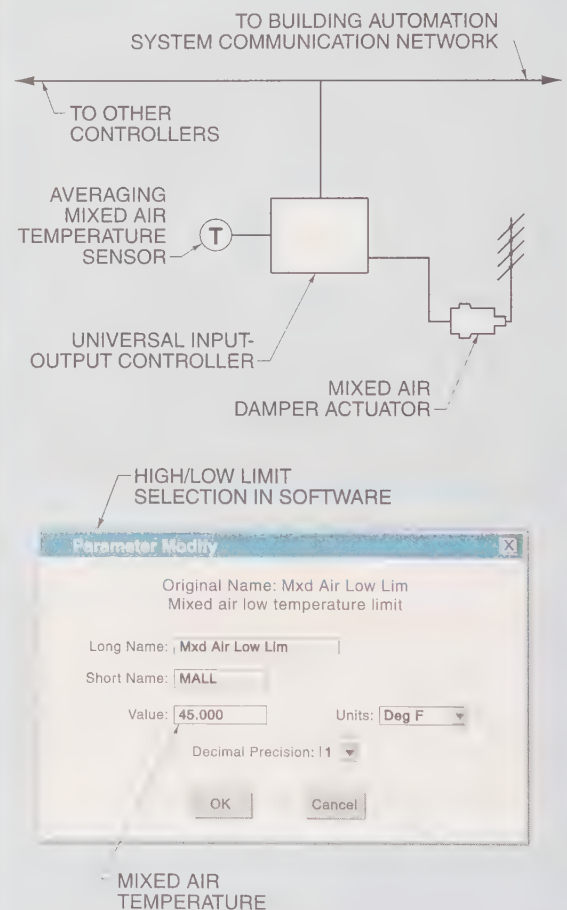 TO BUILDING AUTOMATION
SYSTEM COMMUNICATION NETWORK
TO OTHER
CONTROLLERS
AVERAGING
MIXED AIR
TEMPERATURE
SENSOR
T
UNIVERSAL INPUT-
OUTPUT CONTROLLER
MIXED AIR
DAMPER ACTUATOR
HIGH/LOW LIMIT
SELECTION IN SOFTWARE
Parameter Modify
X
Original Name: Mxd Air Low Lim
Mixed air low temperature limit
Long Name: Mxd Air Low Lim
Short Name: MALL
Value: 45.000 Units: Deg F
Decimal Precision: 1
OK Cancel
MIXED AIR
TEMPERATURE